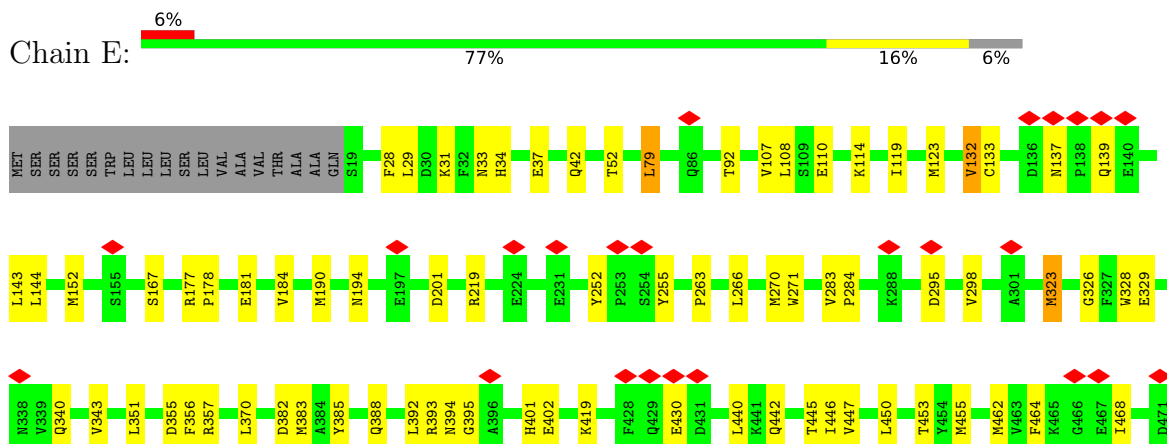 6%
Chain E:
77% 16% 6%
MET SER SER SER SER TRP LEU LEU LEU SER LEU VAL ALA VAL THR ALA ALA GLN S19 F28 L29 D30 K31 F32 N33 H34 E37 Q42 T52 L79 Q86 T92 V107 L108 S109 E110 K114 I119 M123 V132 C133 D136 N137 P138 Q139 E140
L143 L144 M152 S155 S167 R177 P178 E181 V184 M190 N194 E197 D201 R219 E224 E231 Y252 P253 S254 Y255 P263 L266 M270 W271 V283 P284 K288 D295 V298 A301 M323 G326 F327 W328 E329
N338 V339 Q340 V343 L351 D355 F356 R357 L370 D382 M383 A384 Y385 Q388 L392 R393 N394 G395 A396 H401 E402 K419 F428 Q429 E430 D431 L440 K441 Q442 T445 I446 V447 L450 T453 Y454 M455 M462 V463 F464 K465 G466 E467 I468 D471